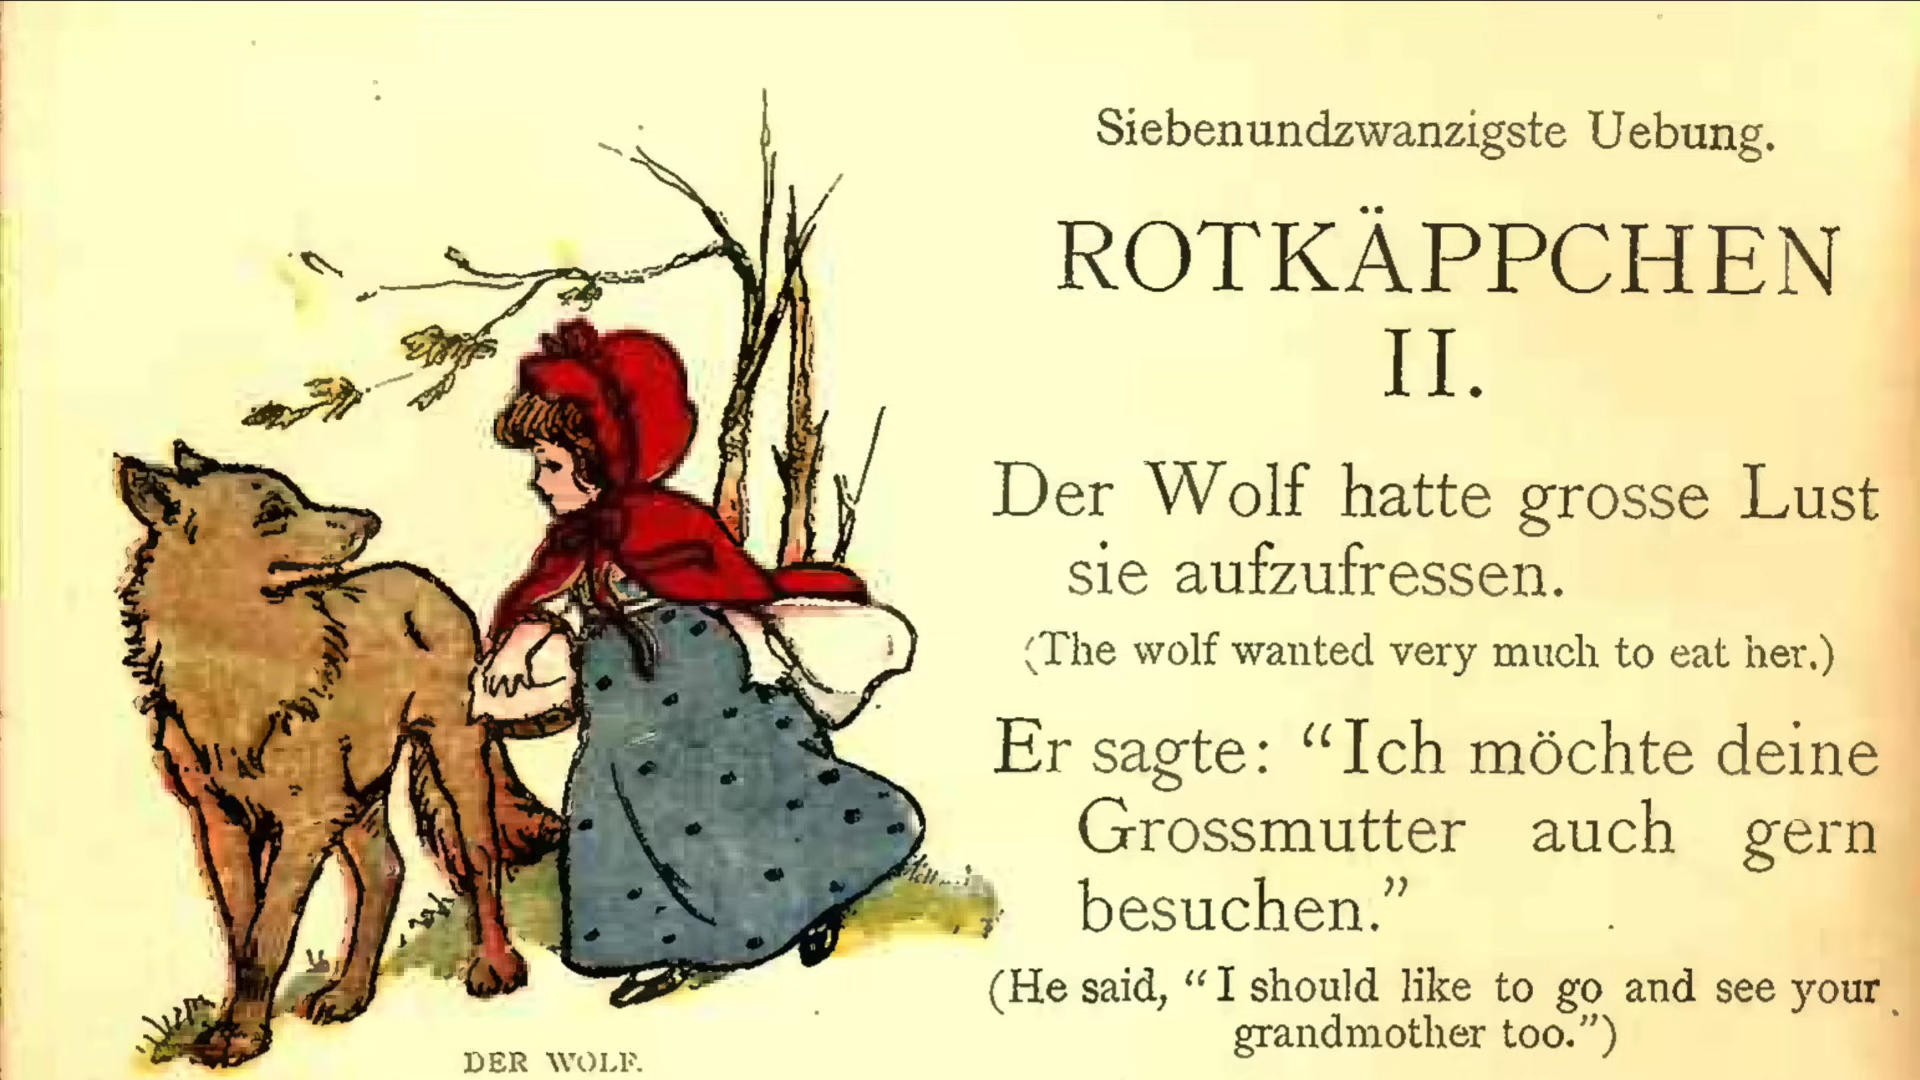 Siebenundzwanzigste Uebung.
ROTKÄPPCHEN
II.
Der Wolf hatte grosse Lust
sie aufzufressen.
(The wolf wanted very much to eat her.)
Er sagte: “Ich möchte deine
Grossmutter auch gern
besuchen.”
(He said, “I should like to go and see your
grandmother too.”)
DER WOLF.